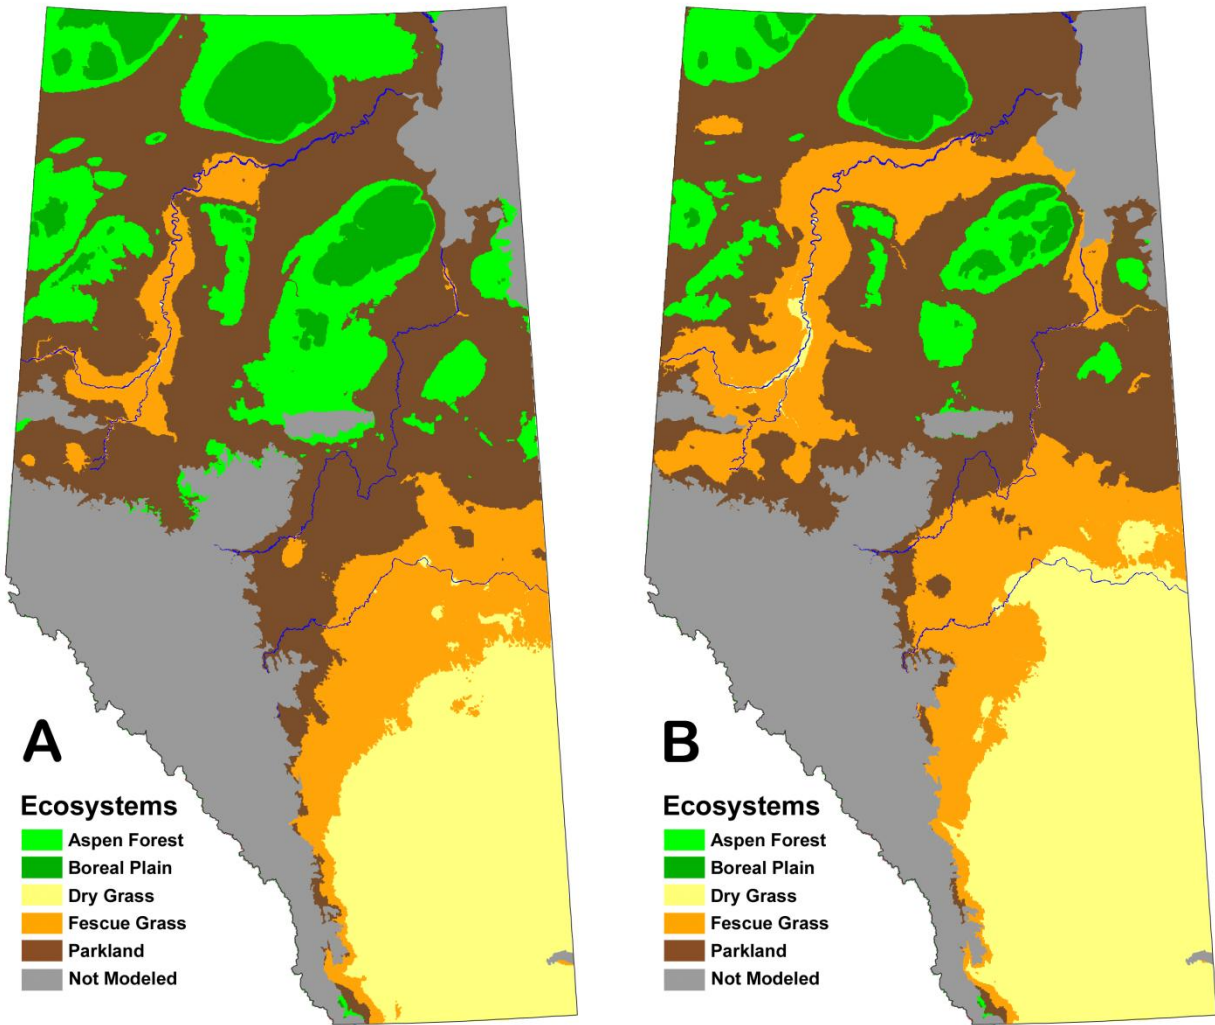 A
Ecosystems
Aspen Forest
Boreal Plain
Dry Grass
Fescue Grass
Parkland
Not Modeled
B
Ecosystems
Aspen Forest
Boreal Plain
Dry Grass
Fescue Grass
Parkland
Not Modeled